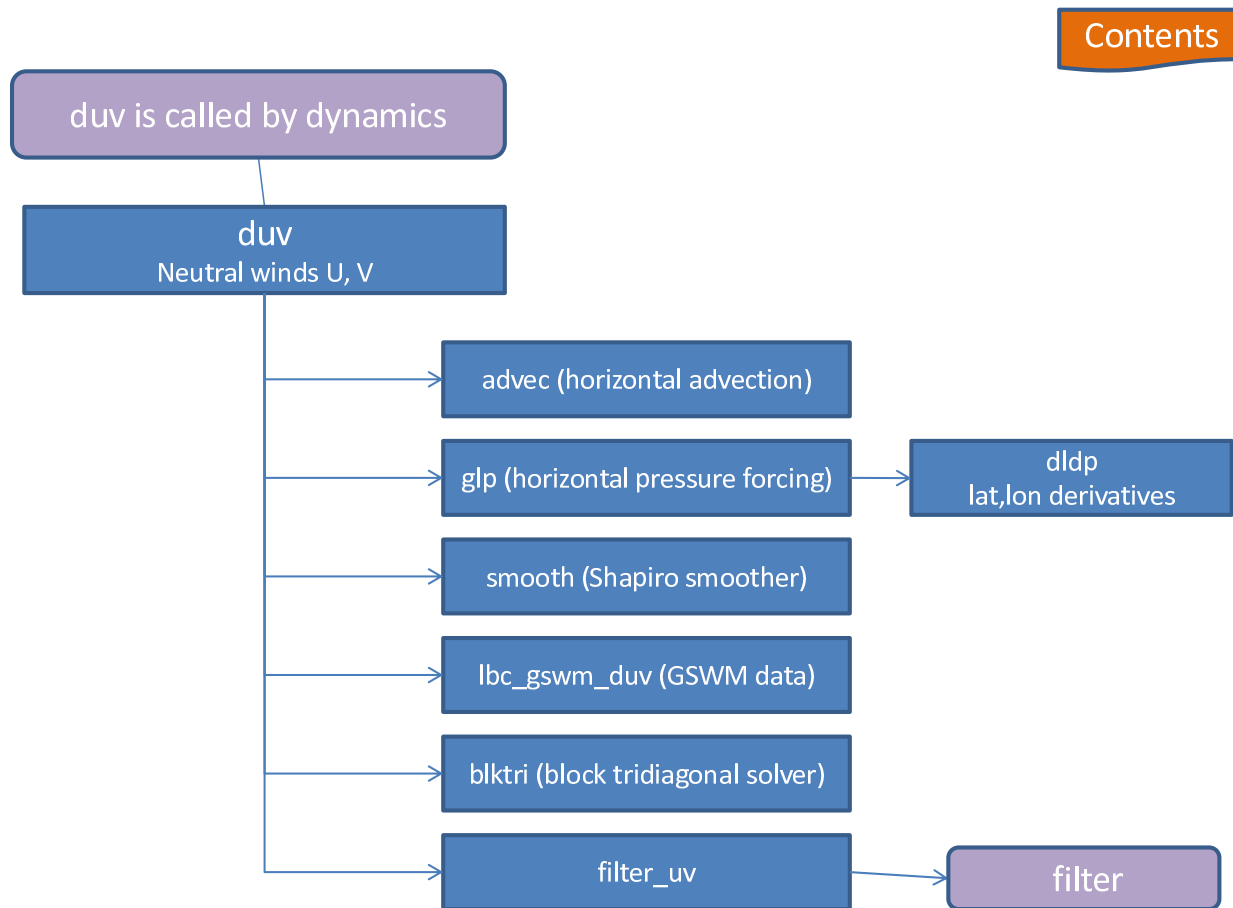 Contents
duv is called by dynamics
duv
Neutral winds U, V
advec (horizontal advection)
glp (horizontal pressure forcing)
dldp
lat,lon derivatives
smooth (Shapiro smoother)
lbc_gswm_duv (GSWM data)
blktri (block tridiagonal solver)
filter_uv
filter